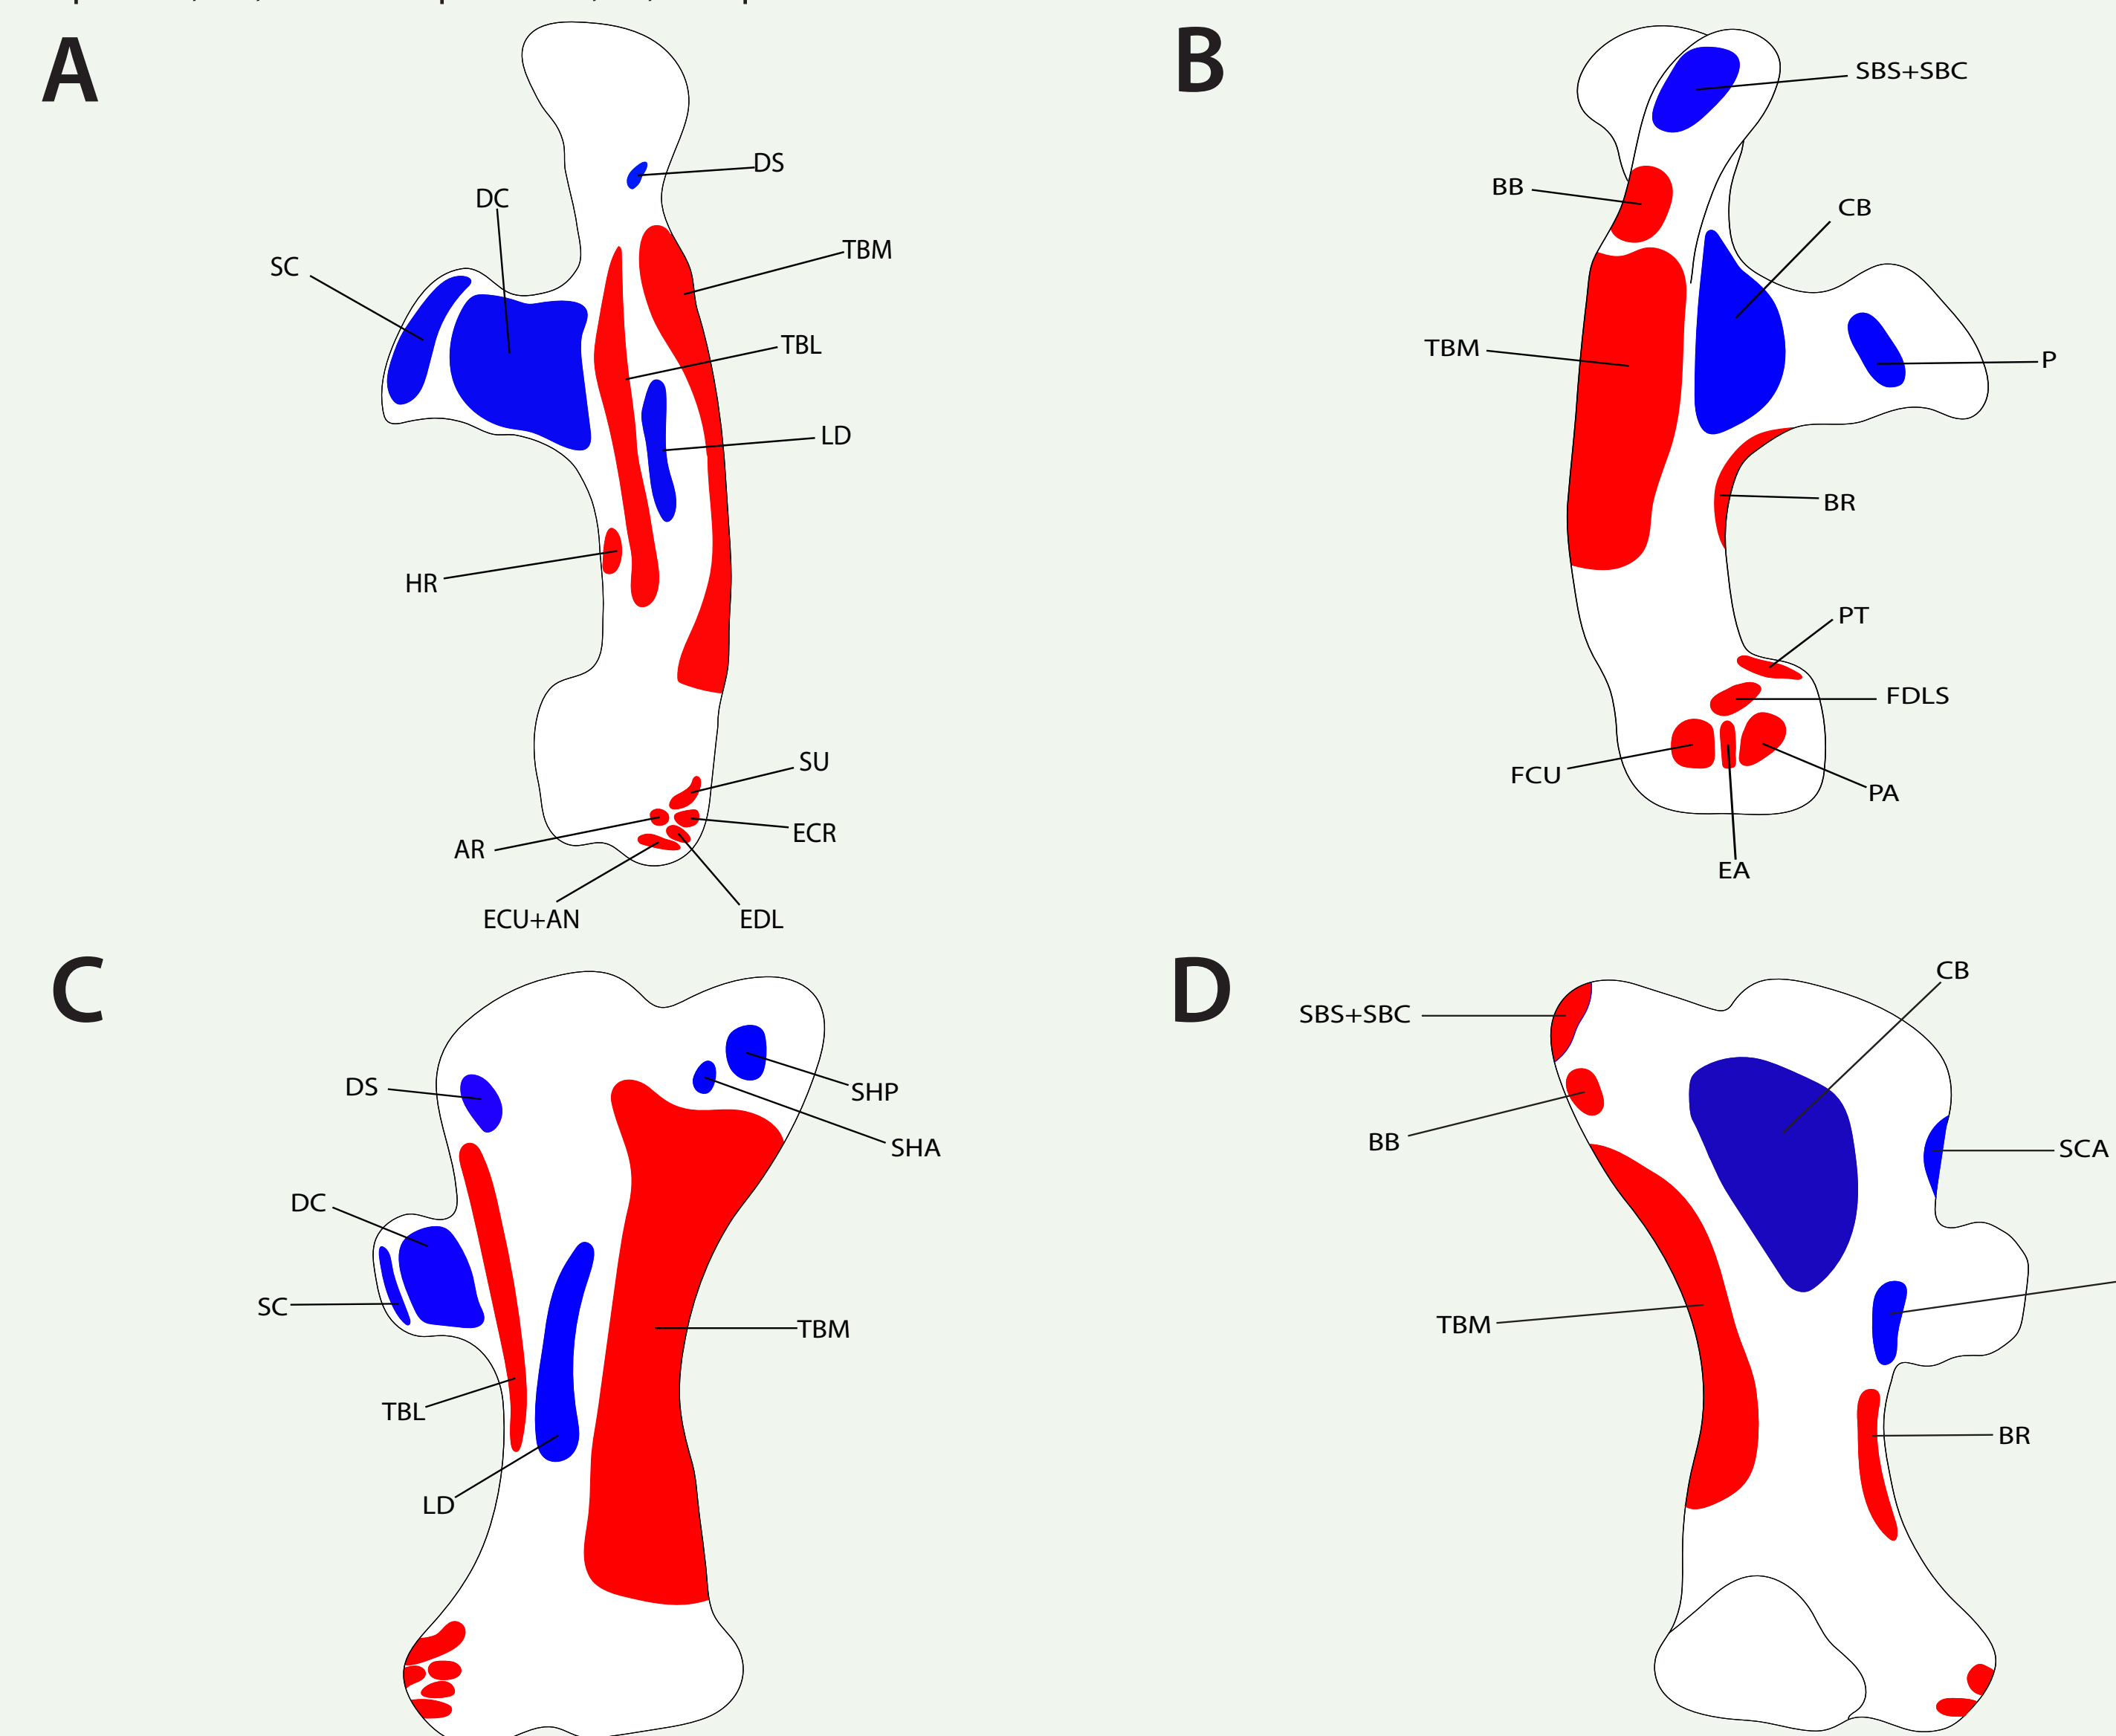 A
DS
DC
SC
TBM
TBL
LD
HR
SU
AR
ECR
ECU+AN
EDL
B
SBS+SBC
BB
CB
TBM
P
BR
PT
FDLS
FCU
PA
EA
C
DS
SHP
SHA
DC
SC
TBM
TBL
LD
D
CB
SBS+SBC
BB
SCA
TBM
BR